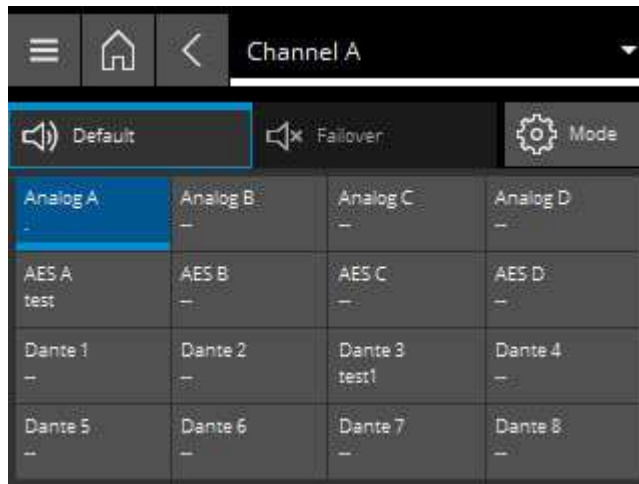 Channel A
Default
Failover
Mode
Analog A
-
Analog B
--
Analog C
--
Analog D
--
AES A
test
AES B
--
AES C
--
AES D
--
Dante 1
--
Dante 2
--
Dante 3
test1
Dante 4
--
Dante 5
--
Dante 6
--
Dante 7
--
Dante 8
--